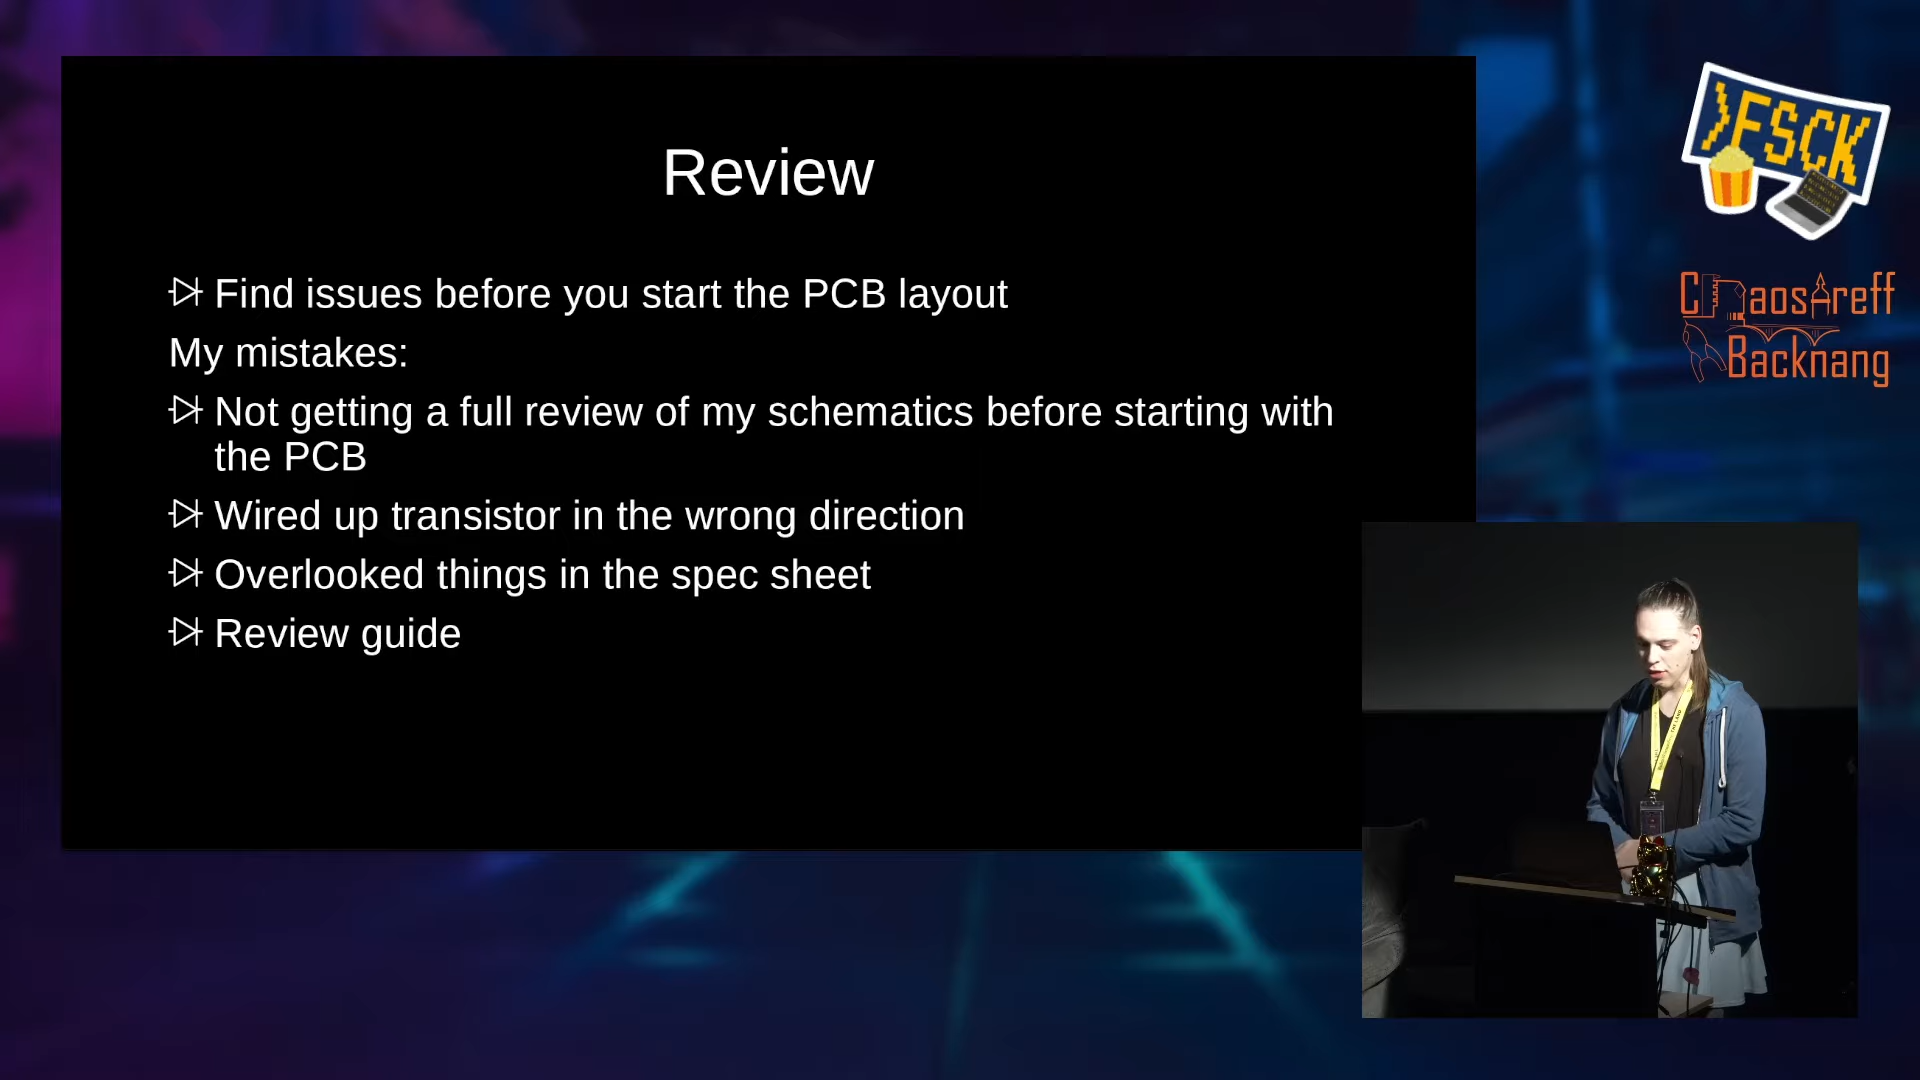 Review
Find issues before you start the PCB layout
My mistakes:
Not getting a full review of my schematics before starting with
the PCB
Wired up transistor in the wrong direction
Overlooked things in the spec sheet
Review guide
>FSCK
ChaosTreff
Backnang